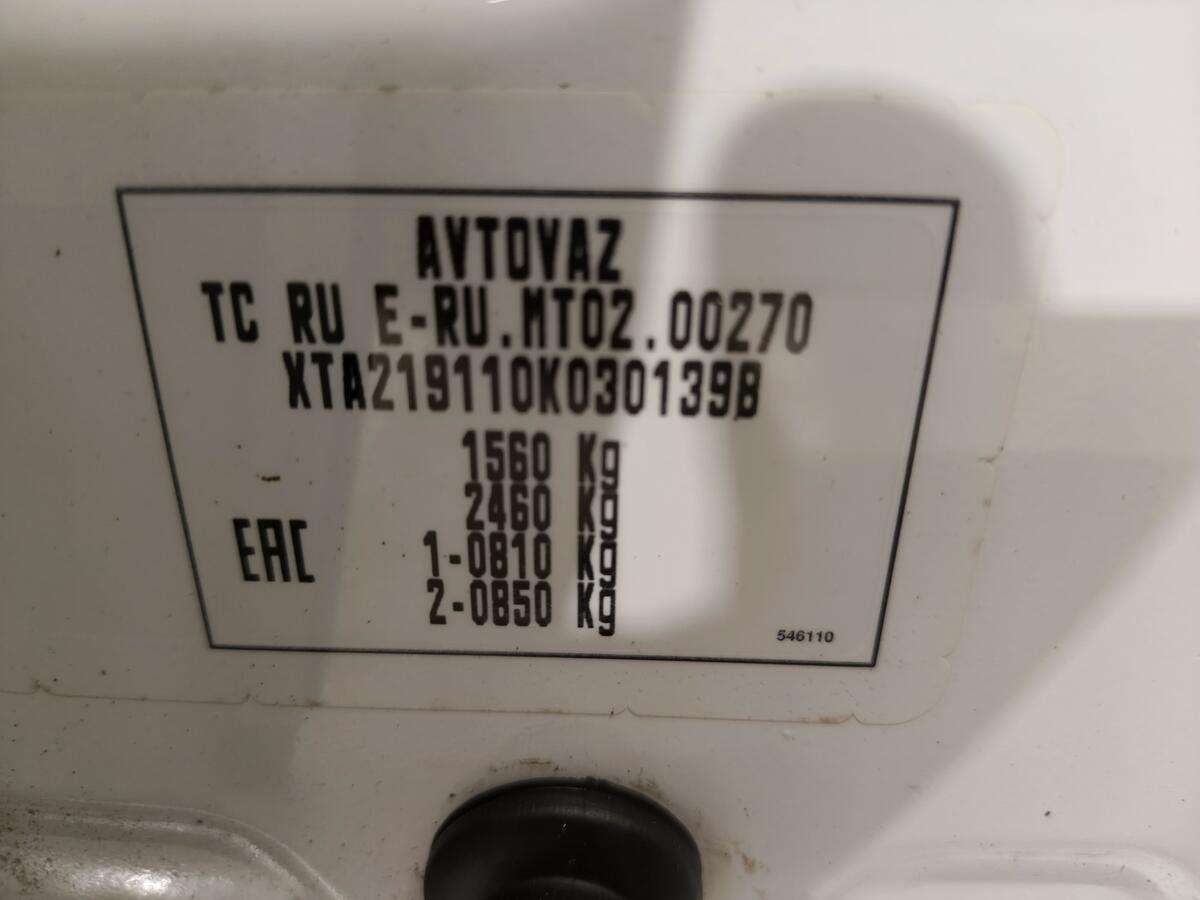 AVTOVAZ
TC RU E-RU.MT02.00270
XTA219110K030139B
1560 Kg
2460 Kg
EAC 1-0810 Kg
2-0850 Kg
546110